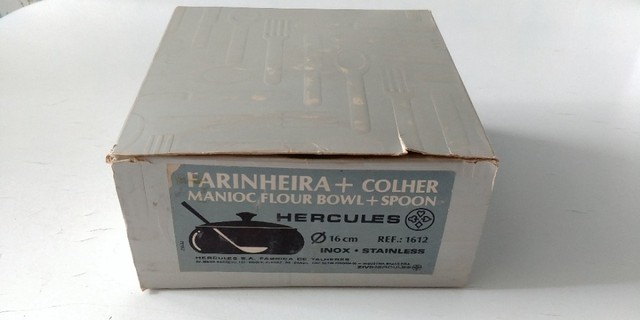 FARINHEIRA + COLHER
MANIOC FLOUR BOWL + SPOON
HERCULES
Ø 16 cm REF.: 1612
INOX • STAINLESS
HERCULES S.A. FABRICA DE TALHERES